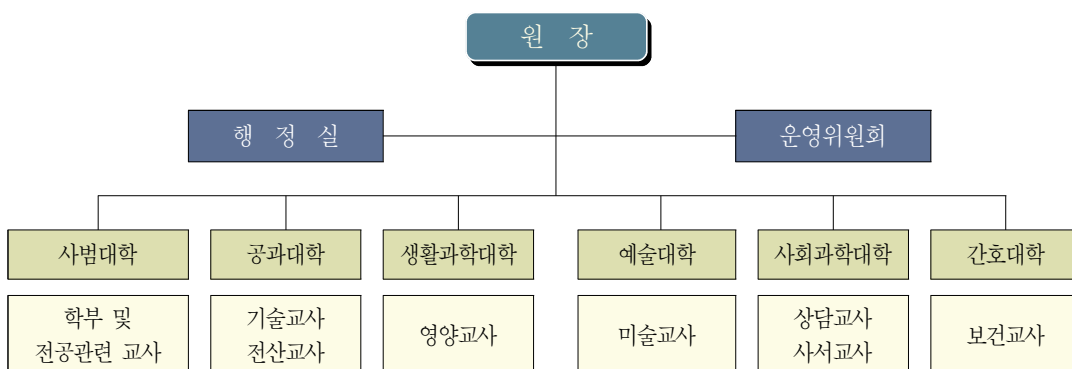 원 장
행 정 실
운영위원회
사범대학
공과대학
생활과학대학
예술대학
사회과학대학
간호대학
학부 및
전공관련 교사
기술교사
전산교사
영양교사
미술교사
상담교사
사서교사
보건교사